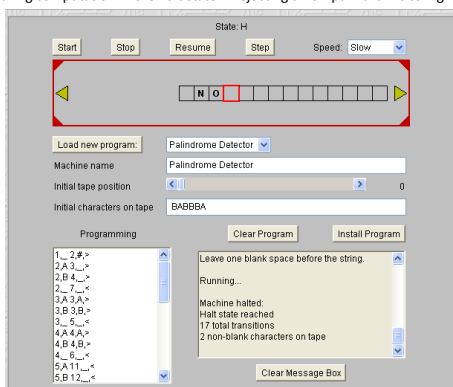 State: H
Start Stop Resume Step Speed: Slow
N O
Load new program: Palindrome Detector
Machine name Palindrome Detector
Initial tape position 0
Initial characters on tape BABBBA
Programming Clear Program Install Program
1,_ 2,#,>
2,A 3,_,>
2,B 4,_,>
2,_ 7,_,<
3,A 3,A,>
3,B 3,B,>
3,_ 5,_,<
4,A 4,A,>
4,B 4,B,>
4,_ 6,_,<
5,A 11,_,<
5,B 12,_,<
Leave one blank space before the string.
Running...
Machine halted:
Halt state reached
17 total transitions
2 non-blank characters on tape
Clear Message Box